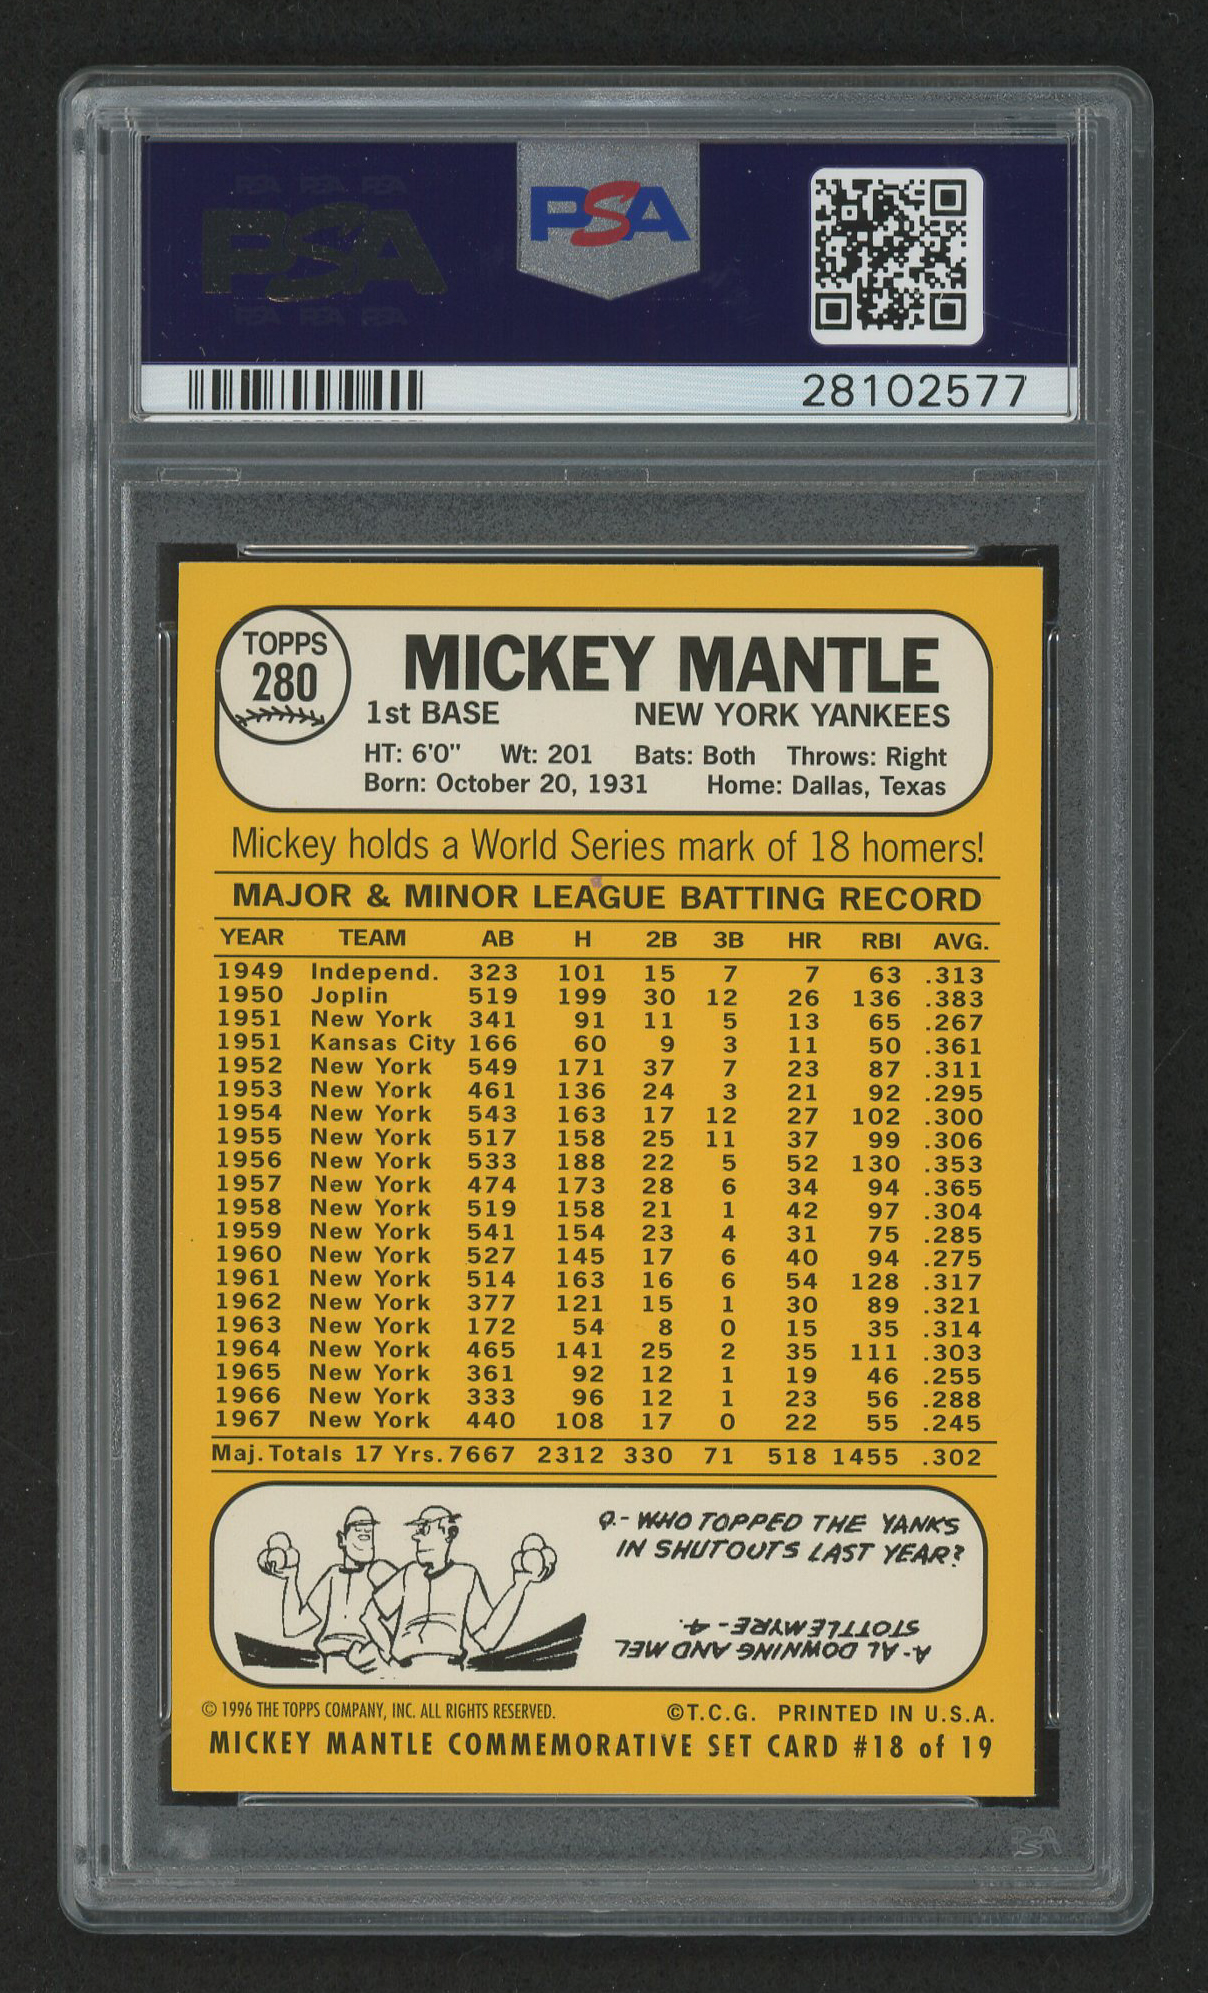 PSA PSA PSA
PSA
PSA PSA PSA
PSA
28102577
TOPPS
280
MICKEY MANTLE
1st BASE NEW YORK YANKEES
HT: 6'0" Wt: 201 Bats: Both Throws: Right
Born: October 20, 1931 Home: Dallas, Texas
Mickey holds a World Series mark of 18 homers!
MAJOR & MINOR LEAGUE BATTING RECORD
YEAR TEAM AB H 2B 3B HR RBI AVG.
1949 Independ. 323 101 15 7 7 63 .313
1950 Joplin 519 199 30 12 26 136 .383
1951 New York 341 91 11 5 13 65 .267
1951 Kansas City 166 60 9 3 11 50 .361
1952 New York 549 171 37 7 23 87 .311
1953 New York 461 136 24 3 21 92 .295
1954 New York 543 163 17 12 27 102 .300
1955 New York 517 158 25 11 37 99 .306
1956 New York 533 188 22 5 52 130 .353
1957 New York 474 173 28 6 34 94 .365
1958 New York 519 158 21 1 42 97 .304
1959 New York 541 154 23 4 31 75 .285
1960 New York 527 145 17 6 40 94 .275
1961 New York 514 163 16 6 54 128 .317
1962 New York 377 121 15 1 30 89 .321
1963 New York 172 54 8 0 15 35 .314
1964 New York 465 141 25 2 35 111 .303
1965 New York 361 92 12 1 19 46 .255
1966 New York 333 96 12 1 23 56 .288
1967 New York 440 108 17 0 22 55 .245
Maj. Totals 17 Yrs. 7667 2312 330 71 518 1455 .302
Q.- WHO TOPPED THE YANKS
IN SHUTOUTS LAST YEAR?
A.- AL DOWNING AND MEL
STOTTLEMYRE - 4.
© 1996 THE TOPPS COMPANY, INC. ALL RIGHTS RESERVED. ©T.C.G. PRINTED IN U.S.A.
MICKEY MANTLE COMMEMORATIVE SET CARD #18 of 19
PSA